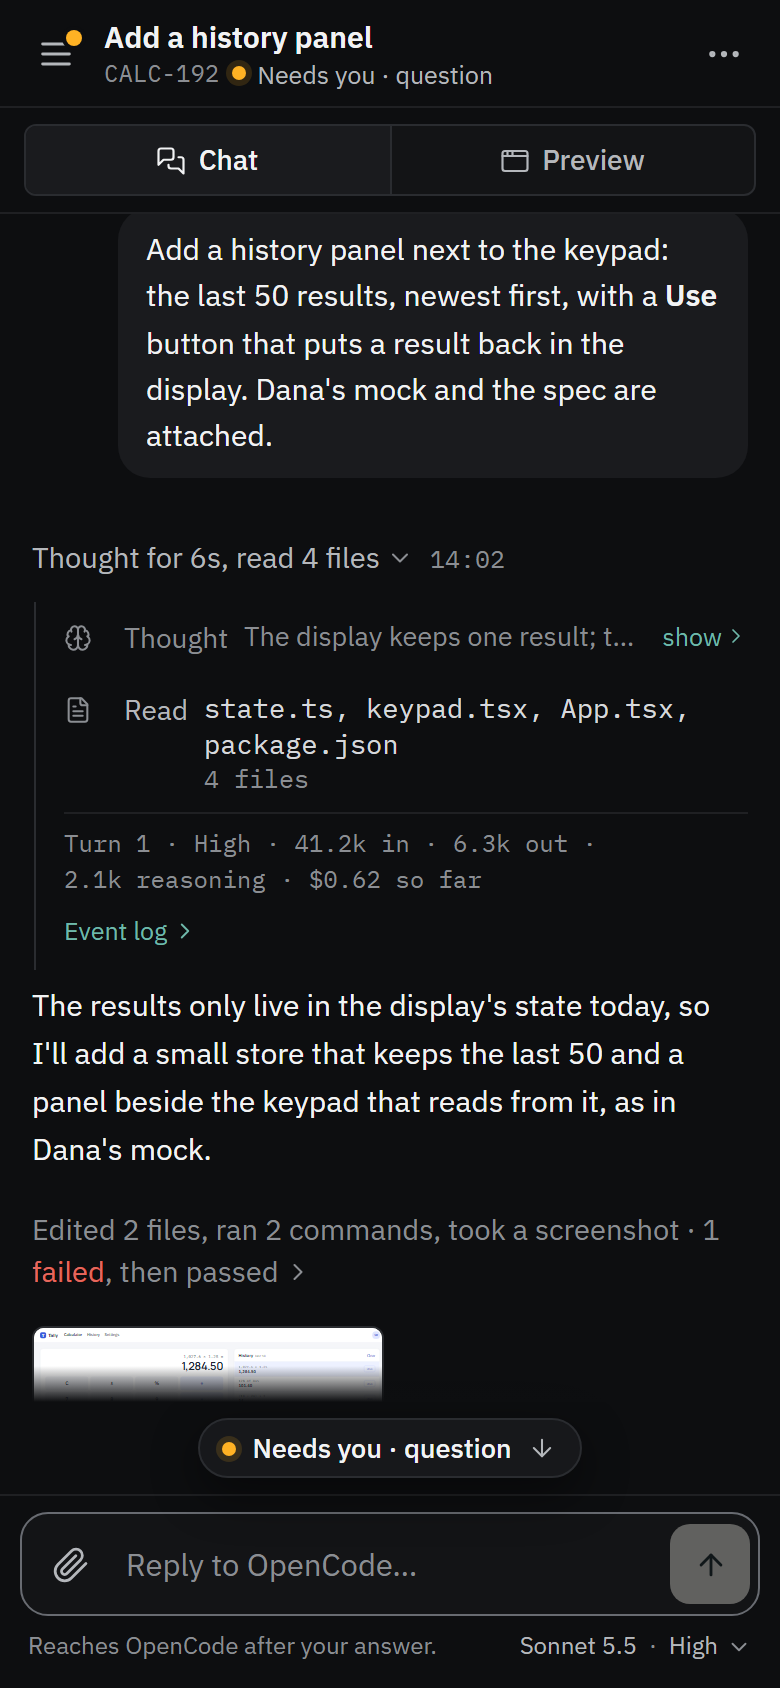 Add a history panel
CALC-192 Needs you · question
Chat
Preview
Add a history panel next to the keypad:
the last 50 results, newest first, with a Use
button that puts a result back in the
display. Dana's mock and the spec are
attached.
Thought for 6s, read 4 files 14:02
Thought The display keeps one result; t... show
Read state.ts, keypad.tsx, App.tsx,
package.json
4 files
Turn 1 · High · 41.2k in · 6.3k out ·
2.1k reasoning · $0.62 so far
Event log
The results only live in the display's state today, so
I'll add a small store that keeps the last 50 and a
panel beside the keypad that reads from it, as in
Dana's mock.
Edited 2 files, ran 2 commands, took a screenshot · 1
failed, then passed
Tally Calculator History Settings
1,284.50
History
Needs you · question
Reply to OpenCode...
Reaches OpenCode after your answer.
Sonnet 5.5 · High